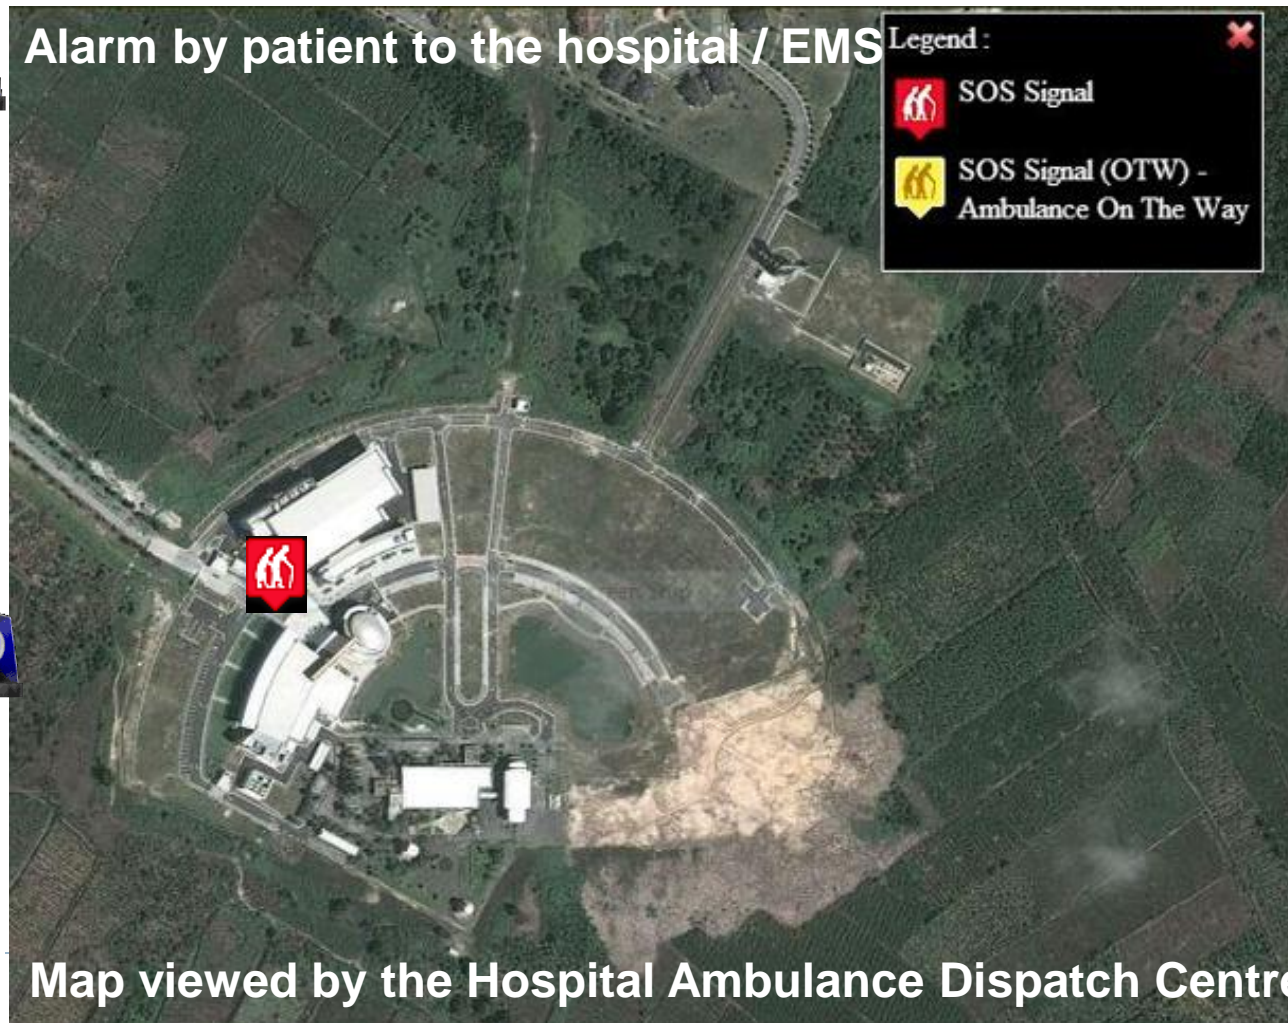 Alarm by patient to the hospital / EMS
Legend :
SOS Signal
SOS Signal (OTW) -
Ambulance On The Way
Map viewed by the Hospital Ambulance Dispatch Centre